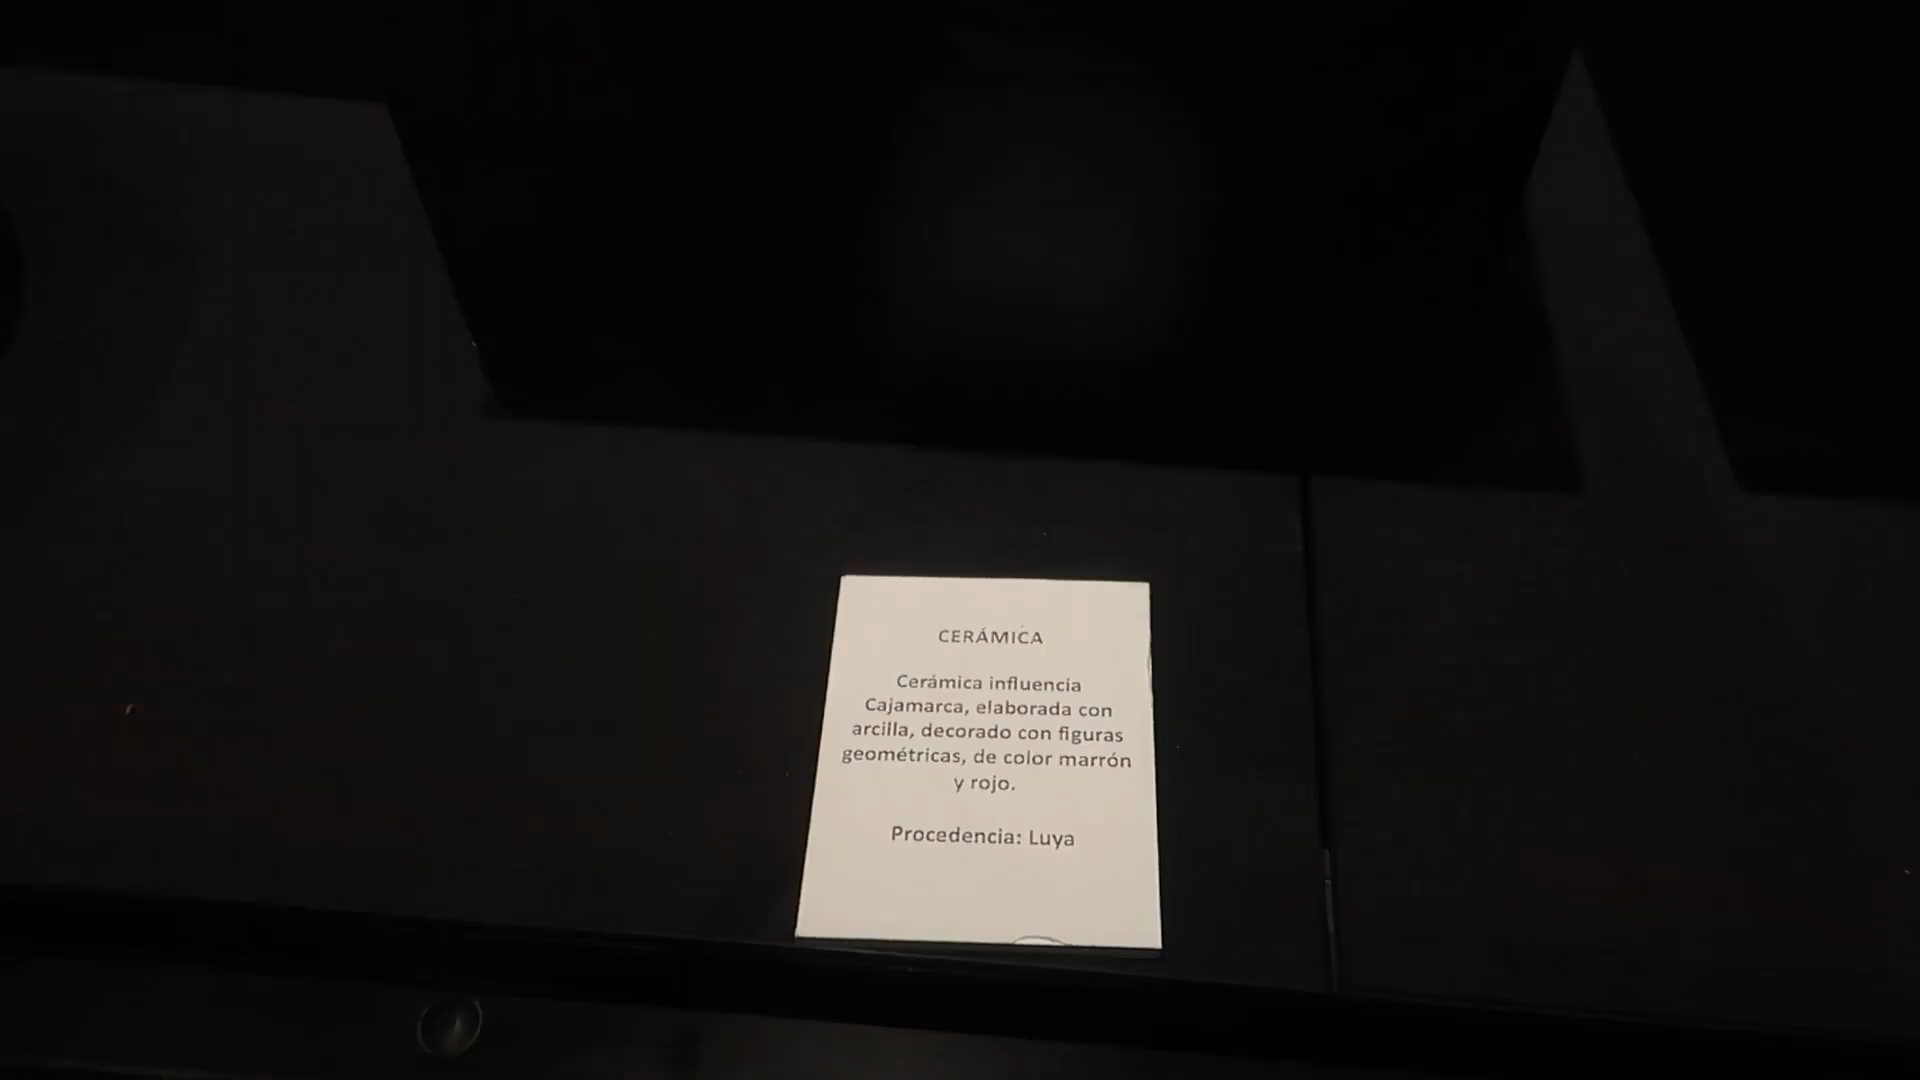 CERÁMICA
Cerámica influencia
Cajamarca, elaborada con
arcilla, decorado con figuras
geométricas, de color marrón
y rojo.
Procedencia: Luya